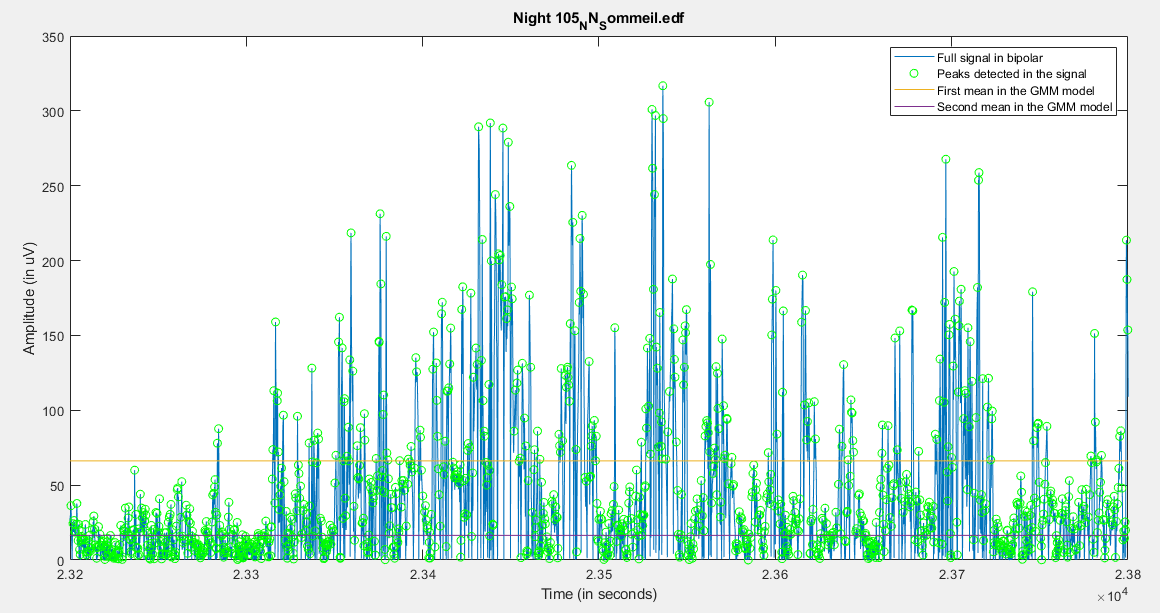 Night 105NNSommeil.edf
Full signal in bipolar
Peaks detected in the signal
First mean in the GMM model
Second mean in the GMM model
Amplitude (in uV)
350
300
250
200
150
100
50
0
2.32 2.33 2.34 2.35 2.36 2.37 2.38
×10^4
Time (in seconds)